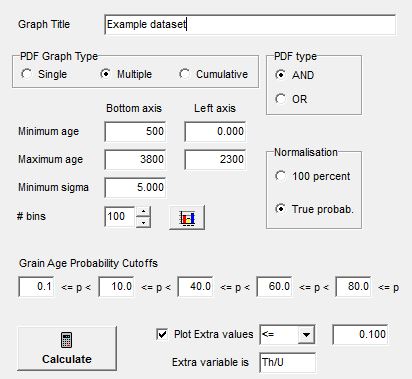 Graph Title Example dataset
PDF Graph Type
Single Multiple Cumulative
PDF type
AND
OR
Bottom axis Left axis
Minimum age 500 0.000
Maximum age 3800 2300
Minimum sigma 5.000
# bins 100
Normalisation
100 percent
True probab.
Grain Age Probability Cutoffs
0.1 <= p < 10.0 <= p < 40.0 <= p < 60.0 <= p < 80.0 <= p
Calculate
Plot Extra values <= 0.100
Extra variable is Th/U